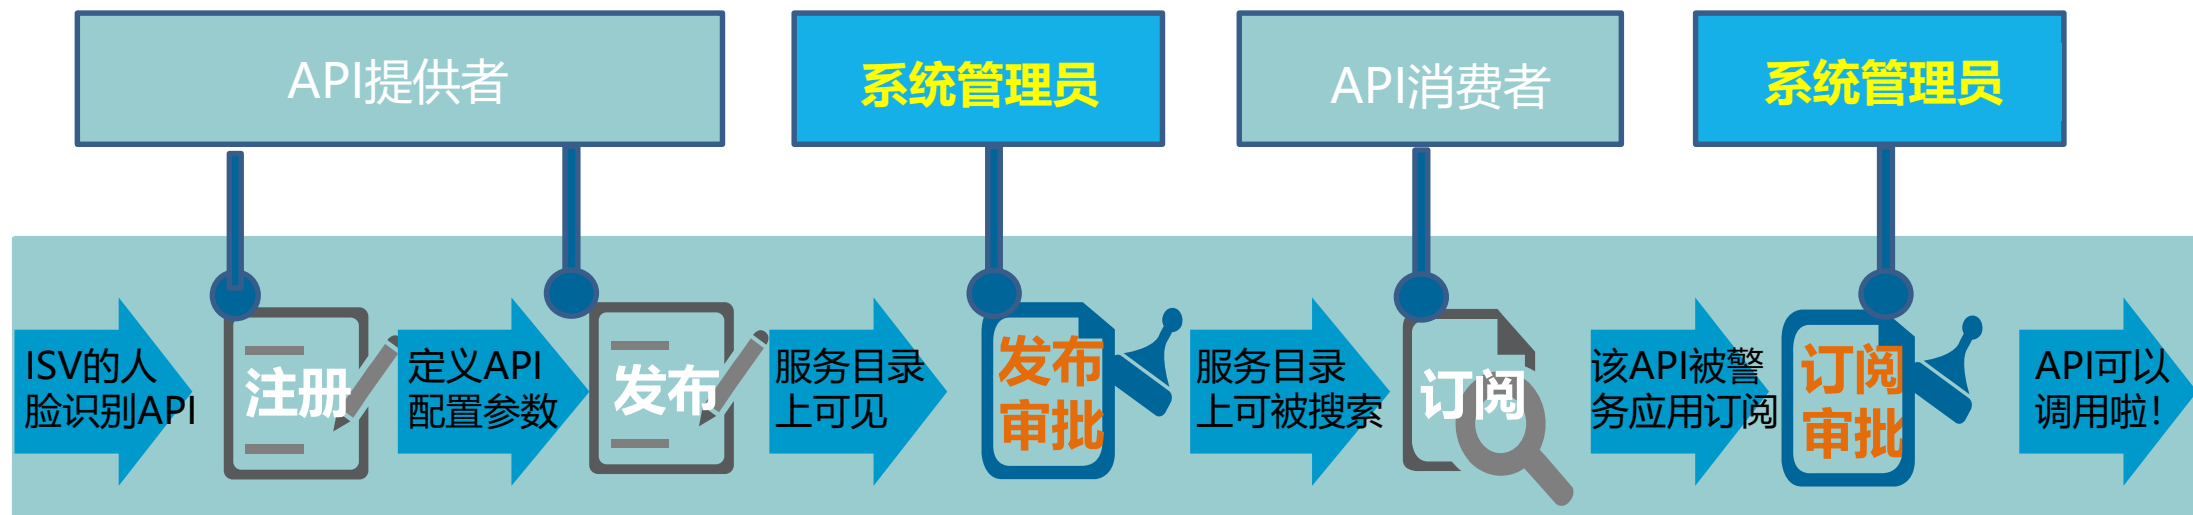 API提供者
系统管理员
API消费者
系统管理员
ISV的人
脸识别API
注册
定义API
配置参数
发布
服务目录
上可见
发布
审批
服务目录
上可被搜索
订阅
该API被警
务应用订阅
订阅
审批
API可以
调用啦！